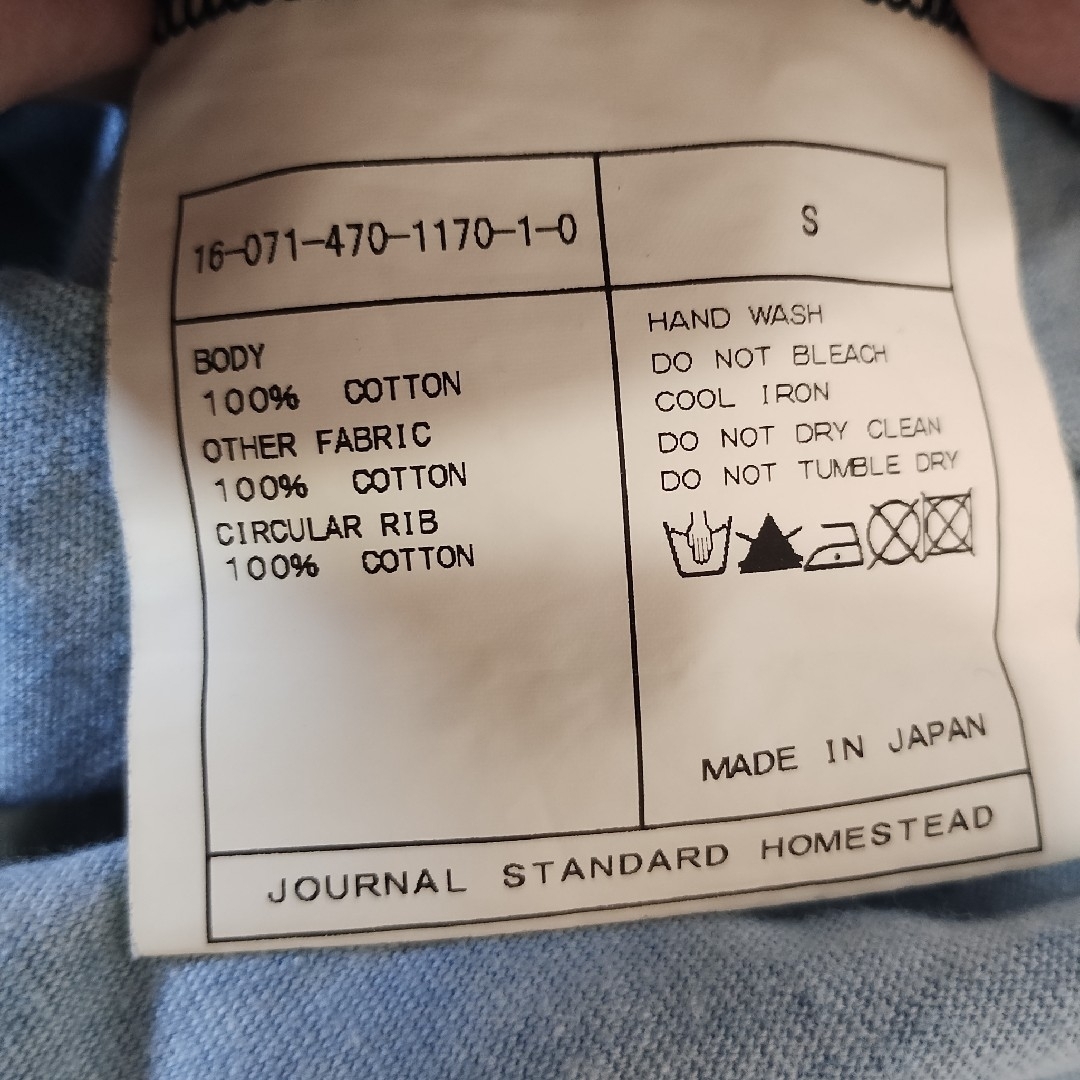 16-071-470-1170-1-0
S
BODY
100% COTTON
OTHER FABRIC
100% COTTON
CIRCULAR RIB
100% COTTON
HAND WASH
DO NOT BLEACH
COOL IRON
DO NOT DRY CLEAN
DO NOT TUMBLE DRY
MADE IN JAPAN
JOURNAL STANDARD HOMESTEAD